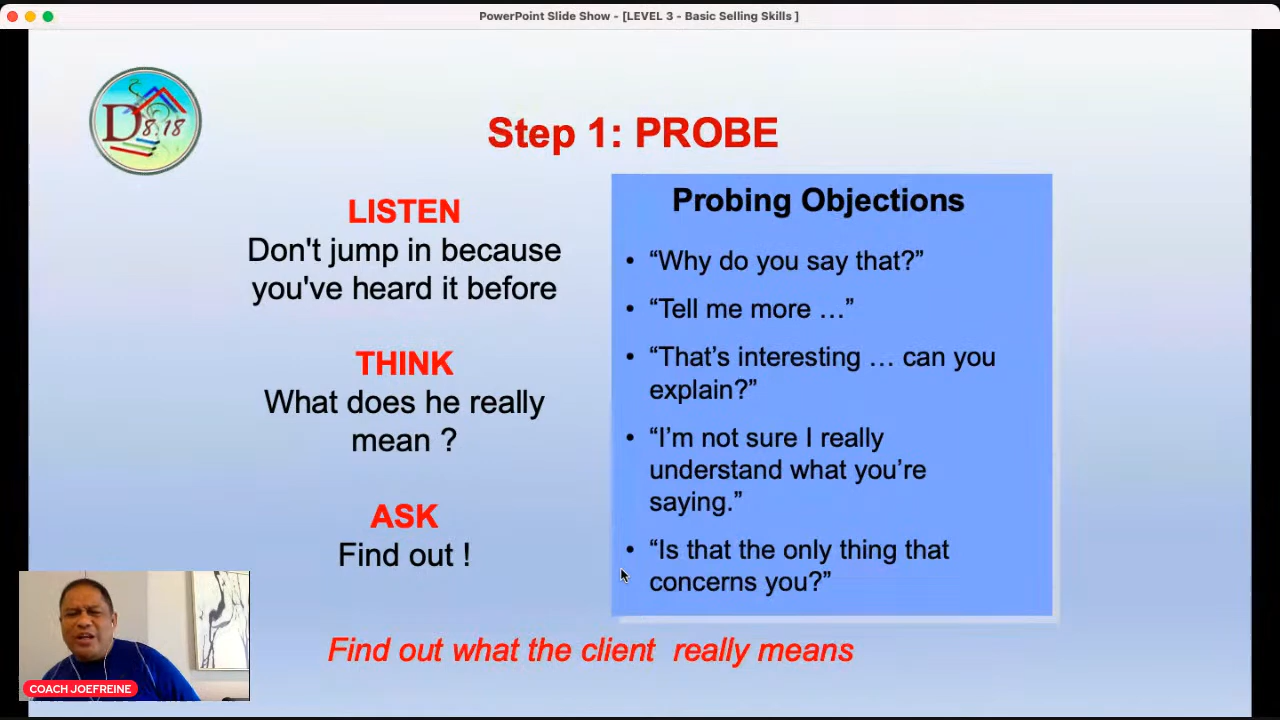 PowerPoint Slide Show - [LEVEL 3 - Basic Selling Skills ]
D8.18
Step 1: PROBE
LISTEN
Don't jump in because
you've heard it before
THINK
What does he really
mean ?
ASK
Find out !
Probing Objections
• “Why do you say that?”
• “Tell me more …”
• “That’s interesting … can you
explain?”
• “I’m not sure I really
understand what you’re
saying.”
• “Is that the only thing that
concerns you?”
Find out what the client  really means
COACH JOEFREINE